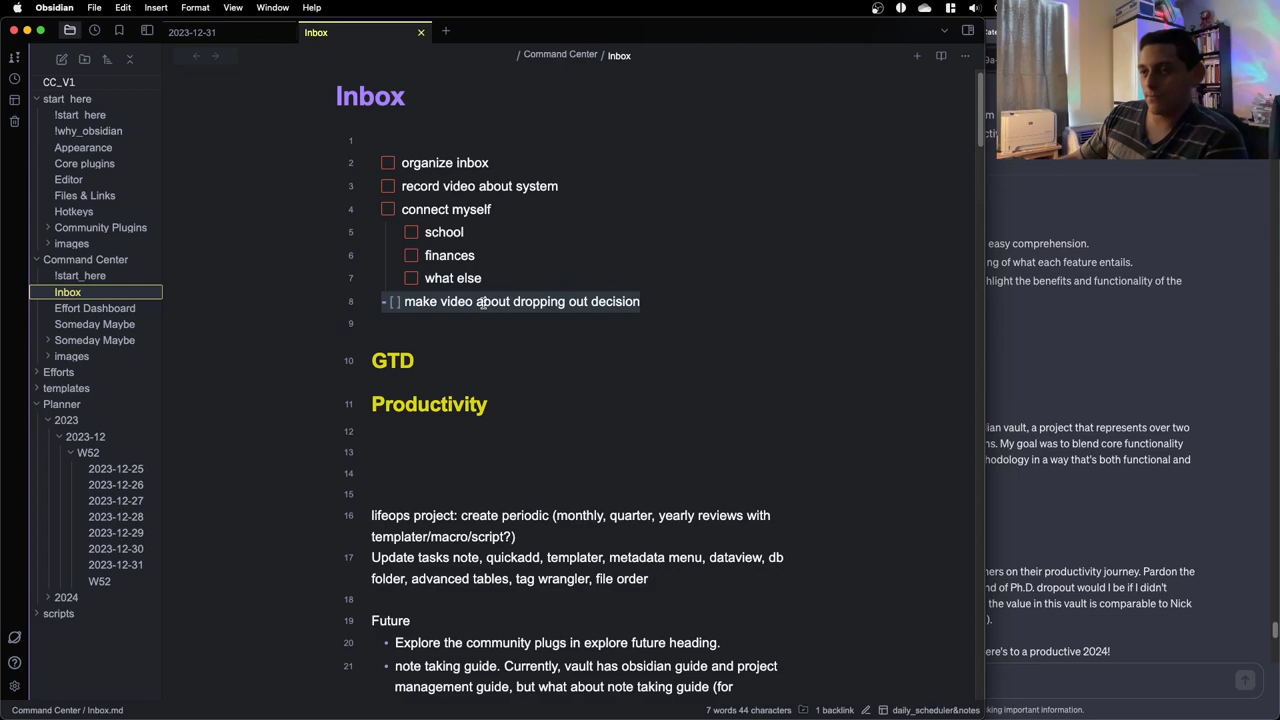 Obsidian File Edit Insert Format View Window Help
2023-12-31
Inbox
CC_V1
start here
!start here
!why_obsidian
Appearance
Core plugins
Editor
Files & Links
Hotkeys
Community Plugins
images
Command Center
!start_here
Inbox
Effort Dashboard
Someday Maybe
Someday Maybe
images
Efforts
templates
Planner
2023
2023-12
W52
2023-12-25
2023-12-26
2023-12-27
2023-12-28
2023-12-29
2023-12-30
2023-12-31
W52
2024
scripts
/ Command Center / Inbox
Inbox
1
2 organize inbox
3 record video about system
4 connect myself
5 school
6 finances
7 what else
8 - [ ] make video about dropping out decision
9
10 GTD
11 Productivity
12
13
14
15
16 lifeops project: create periodic (monthly, quarter, yearly reviews with
templater/macro/script?)
17 Update tasks note, quickadd, templater, metadata menu, dataview, db
folder, advanced tables, tag wrangler, file order
18
19 Future
20 • Explore the community plugs in explore future heading.
21 • note taking guide. Currently, vault has obsidian guide and project
management guide, but what about note taking guide (for
Command Center / Inbox.md
7 words 44 characters
1 backlink
daily_scheduler&notes
easy comprehension.
ng of what each feature entails.
hlight the benefits and functionality of the
ian vault, a project that represents over two
ns. My goal was to blend core functionality
hodology in a way that's both functional and
ners on their productivity journey. Pardon the
nd of Ph.D. dropout would I be if I didn't
the value in this vault is comparable to Nick
).
ere's to a productive 2024!
king important information.